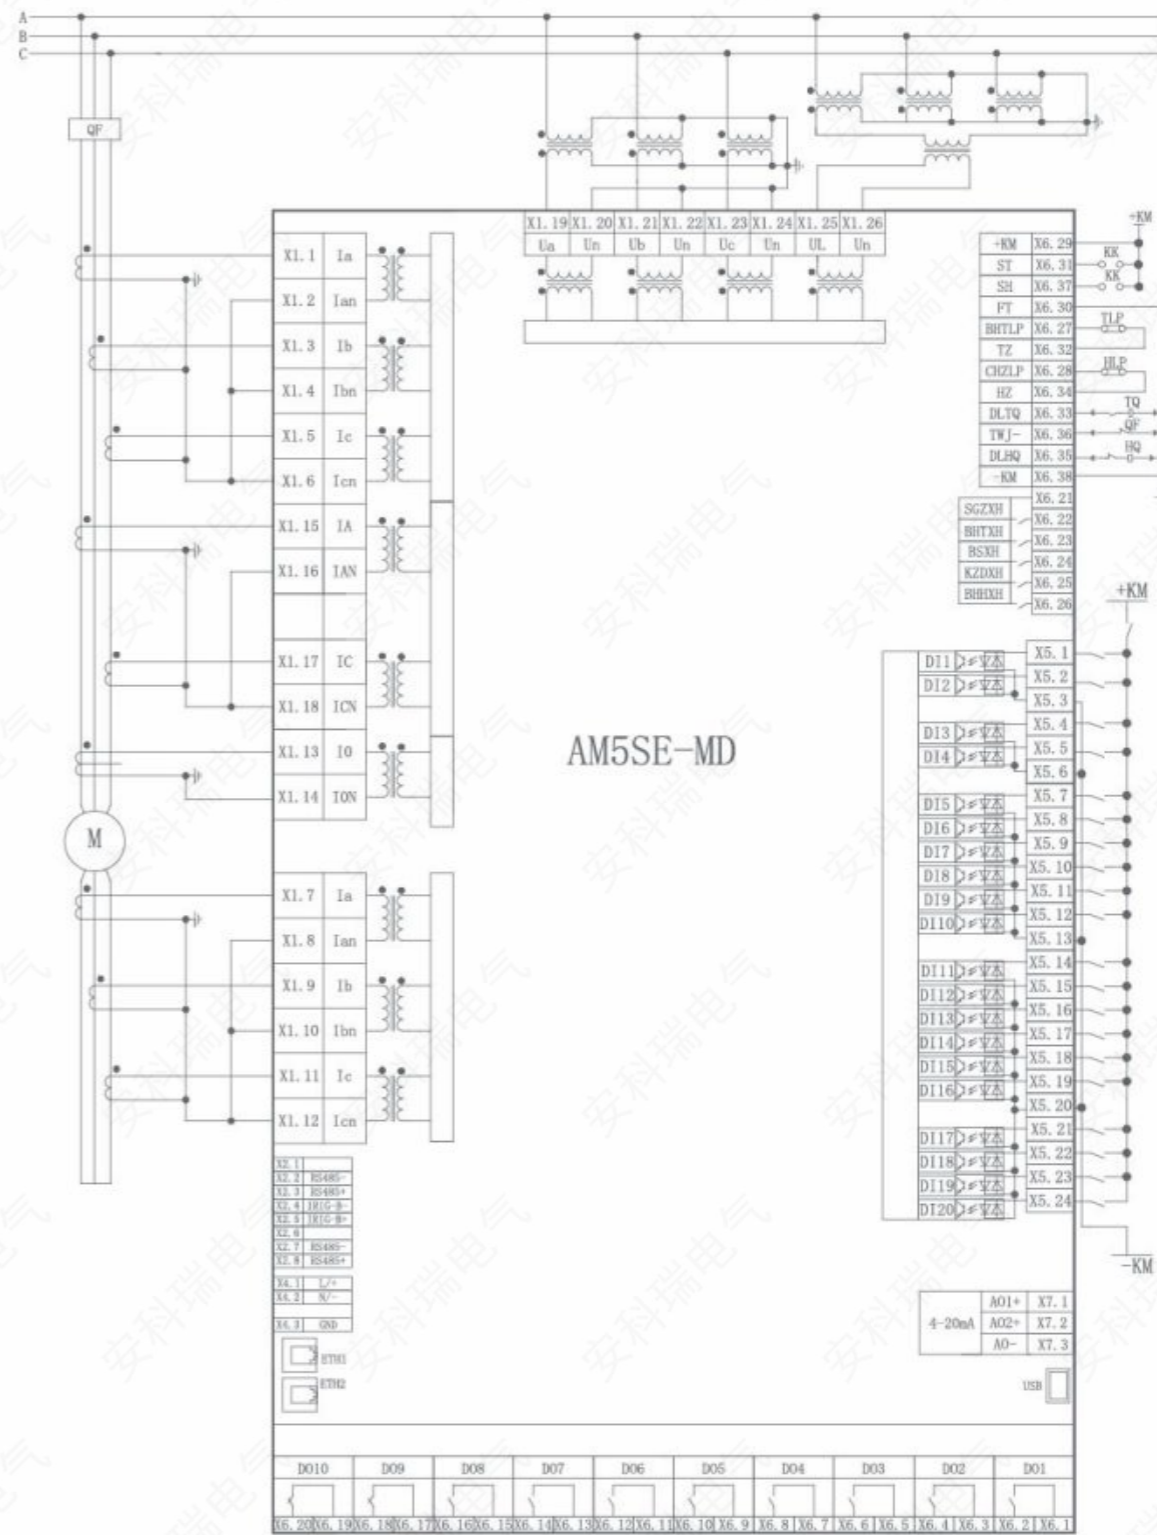 A
B
C
QF
X1.19 X1.20 X1.21 X1.22 X1.23 X1.24 X1.25 X1.26
Ua Un Ub Un Uc Un UL Un
X1.1 Ia
X1.2 Ian
X1.3 Ib
X1.4 Ibn
X1.5 Ic
X1.6 Icn
X1.15 IA
X1.16 IAN
X1.17 IC
X1.18 ICN
X1.13 I0
X1.14 I0N
M
X1.7 Ia
X1.8 Ian
X1.9 Ib
X1.10 Ibn
X1.11 Ic
X1.12 Icn
X2.1
X2.2 RS485-
X2.3 RS485+
X2.4 IRIG-B-
X2.5 IRIG-B+
X2.6
X2.7 RS485-
X2.8 RS485+
X4.1 L/+
X4.2 N/-
X4.3 GND
ETH1
ETH2
AM5SE-MD
+KM
+KM X6.29
ST X6.31 KK
SH X6.37 KK
FT X6.30
BHTLP X6.27 TLP
TZ X6.32
CHZLP X6.28 HLP
HZ X6.34
DLTQ X6.33 TQ
TWJ- X6.36 QF
DLHQ X6.35 HQ
-KM X6.38
X6.21
SGZXH X6.22
BHTXH X6.23
BSXH X6.24
KZDXH X6.25
BHHXH X6.26
+KM
DI1 X5.1
DI2 X5.2
X5.3
DI3 X5.4
DI4 X5.5
X5.6
DI5 X5.7
DI6 X5.8
DI7 X5.9
DI8 X5.10
DI9 X5.11
DI10 X5.12
X5.13
DI11 X5.14
DI12 X5.15
DI13 X5.16
DI14 X5.17
DI15 X5.18
DI16 X5.19
X5.20
DI17 X5.21
DI18 X5.22
DI19 X5.23
DI20 X5.24
-KM
4-20mA
AO1+ X7.1
AO2+ X7.2
AO- X7.3
USB
DO10 DO9 DO8 DO7 DO6 DO5 DO4 DO3 DO2 DO1
X6.20 X6.19 X6.18 X6.17 X6.16 X6.15 X6.14 X6.13 X6.12 X6.11 X6.10 X6.9 X6.8 X6.7 X6.6 X6.5 X6.4 X6.3 X6.2 X6.1
安科瑞电气